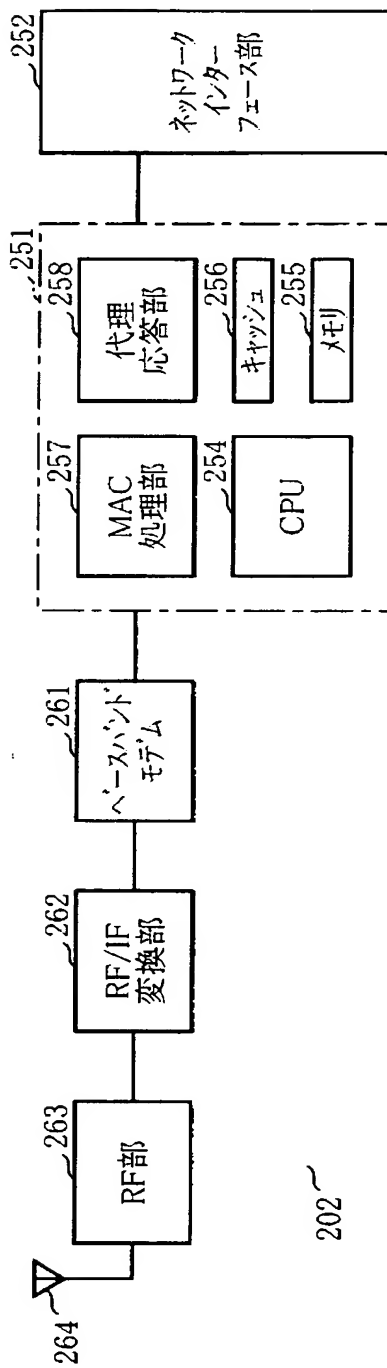 264
263
RF部
262
RF/IF
変換部
261
ベースバンド
モデム
251
257
MAC
処理部
258
代理
応答部
254
CPU
256
キャッシュ
255
メモリ
252
ネットワーク
インター
フェース部
202